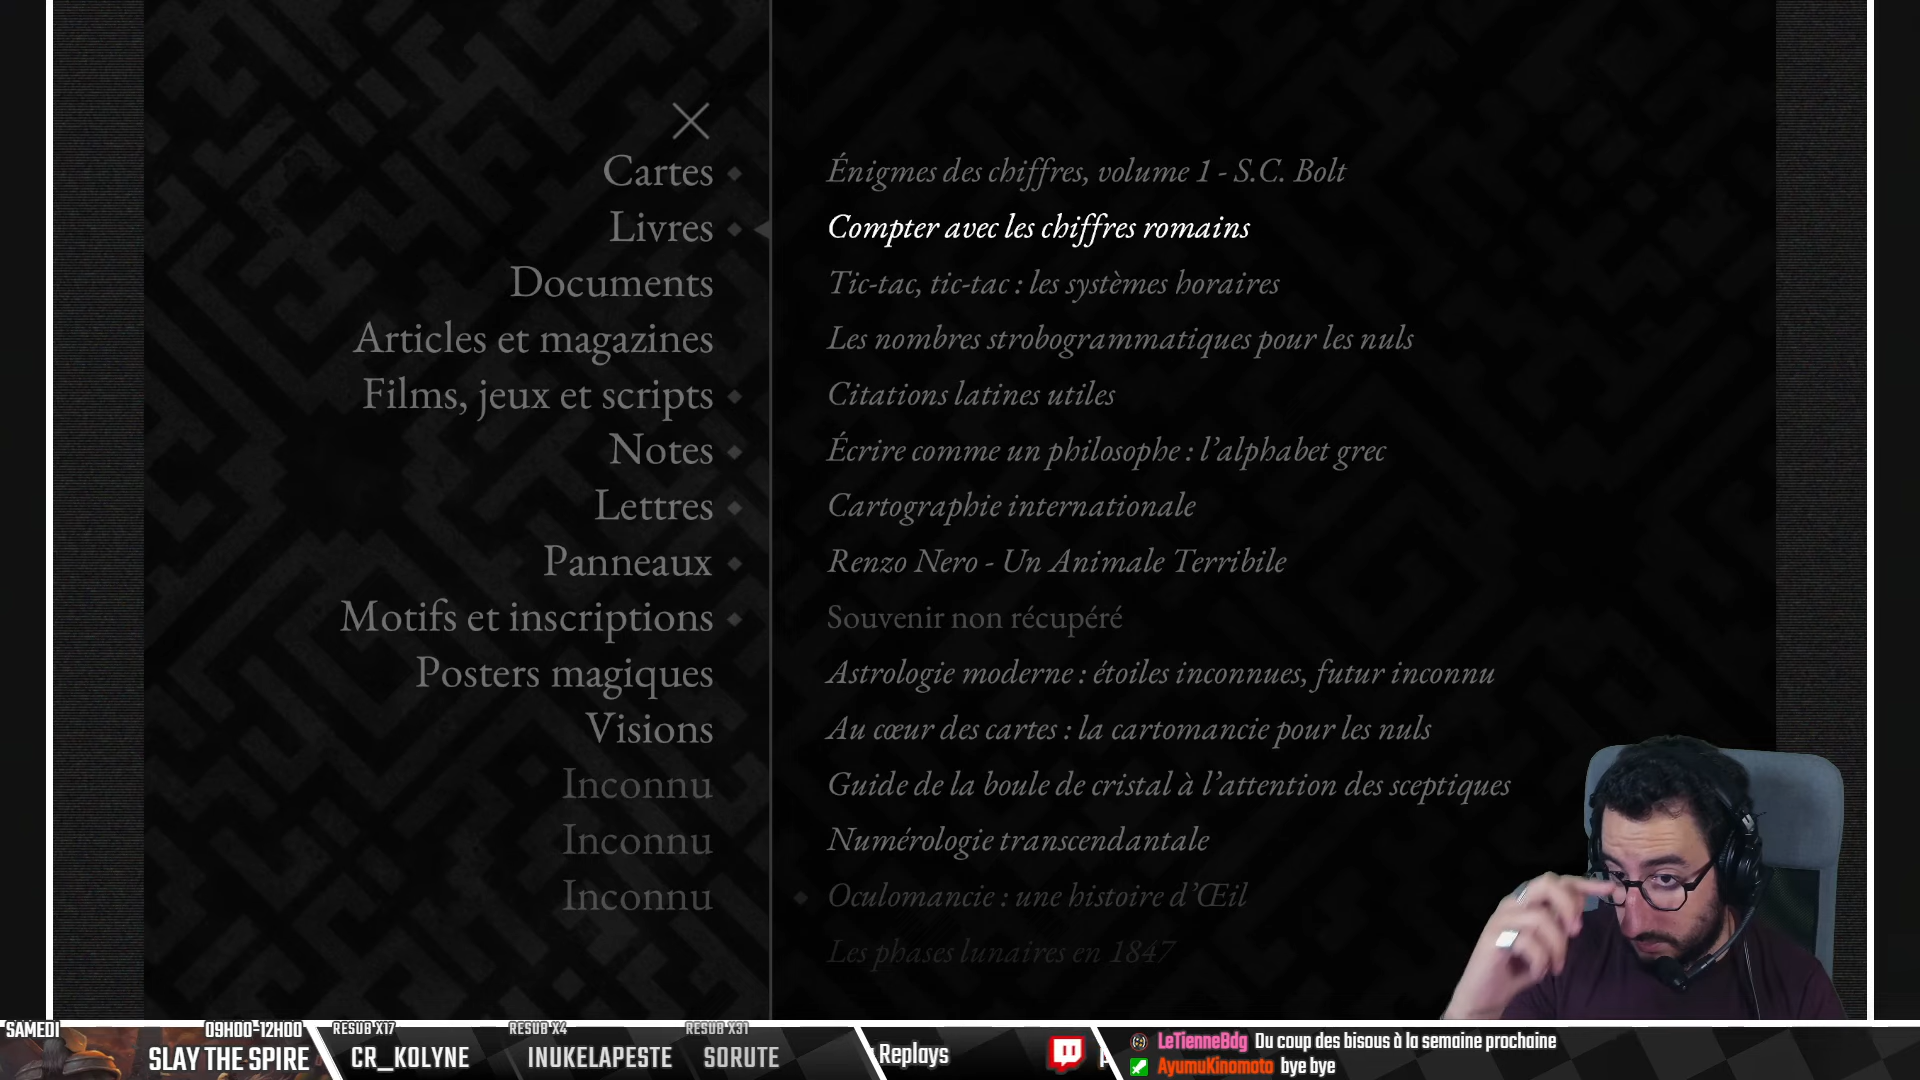 Cartes
Livres
Documents
Articles et magazines
Films, jeux et scripts
Notes
Lettres
Panneaux
Motifs et inscriptions
Posters magiques
Visions
Inconnu
Inconnu
Inconnu
Énigmes des chiffres, volume 1 - S.C. Bolt
Compter avec les chiffres romains
Tic-tac, tic-tac : les systèmes horaires
Les nombres strobogrammatiques pour les nuls
Citations latines utiles
Écrire comme un philosophe : l’alphabet grec
Cartographie internationale
Renzo Nero - Un Animale Terribile
Souvenir non récupéré
Astrologie moderne : étoiles inconnues, futur inconnu
Au cœur des cartes : la cartomancie pour les nuls
Guide de la boule de cristal à l’attention des sceptiques
Numérologie transcendantale
Oculomancie : une histoire d’Œil
Les phases lunaires en 1847
SAMEDI 09H00-12H00
SLAY THE SPIRE
RESUB X17
CR_KOLYNE
RESUB X4
INUKELAPESTE
RESUB X31
SORUTE
Replays
LeTienneBdg Du coup des bisous à la semaine prochaine
AyumuKinomoto bye bye